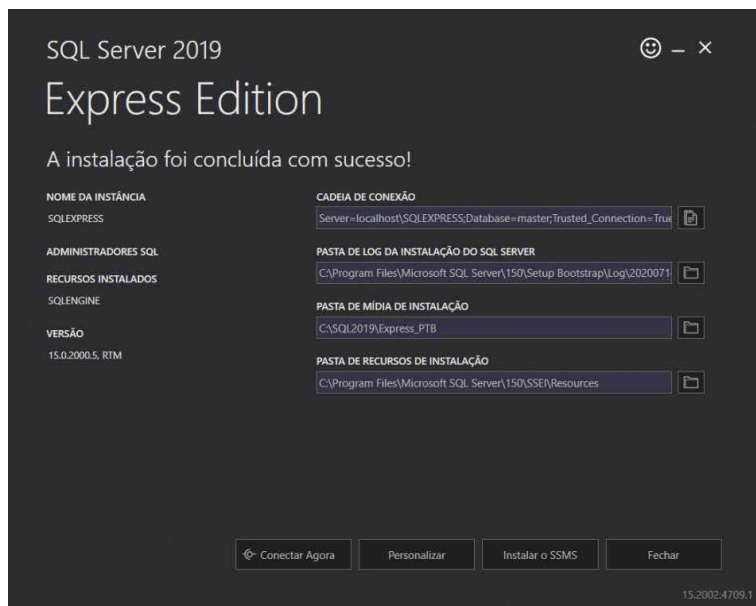 SQL Server 2019
Express Edition
A instalação foi concluída com sucesso!
NOME DA INSTÂNCIA
SQLEXPRESS
ADMINISTRADORES SQL
RECURSOS INSTALADOS
SQLENGINE
VERSÃO
15.0.2000.5, RTM
CADEIA DE CONEXÃO
Server=localhost\SQLEXPRESS;Database=master;Trusted_Connection=True
PASTA DE LOG DA INSTALAÇÃO DO SQL SERVER
C:\Program Files\Microsoft SQL Server\150\Setup Bootstrap\Log\2020071
PASTA DE MÍDIA DE INSTALAÇÃO
C:\SQL2019\Express_PTB
PASTA DE RECURSOS DE INSTALAÇÃO
C:\Program Files\Microsoft SQL Server\150\SSEI\Resources
Conectar Agora
Personalizar
Instalar o SSMS
Fechar
15.2002.4709.1